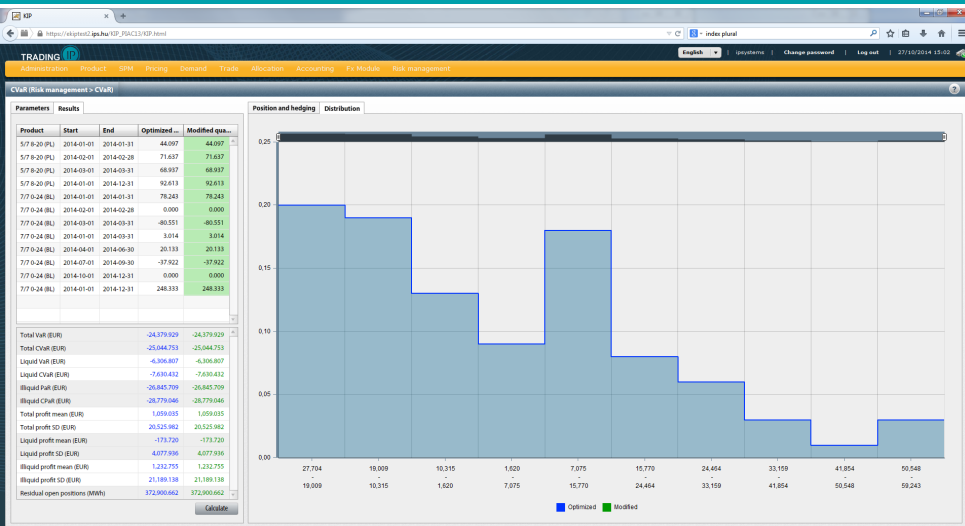 KIP
https://ekiptest2.ips.hu/KIP_PIAC13/KIP.html
index plural
TRADING IP
English | ipsystems | Change password | Log out | 27/10/2014 15:02
Administration Product SPM Pricing Demand Trade Allocation Accounting Fx Module Risk management
CVaR (Risk management > CVaR)
Parameters Results
Position and hedging Distribution
Product Start End Optimized ... Modified qua...
5/7 8-20 (PL) 2014-01-01 2014-01-31 44.097 44.097
5/7 8-20 (PL) 2014-02-01 2014-02-28 71.637 71.637
5/7 8-20 (PL) 2014-03-01 2014-03-31 68.937 68.937
5/7 8-20 (PL) 2014-01-01 2014-12-31 92.613 92.613
7/7 0-24 (BL) 2014-01-01 2014-01-31 78.243 78.243
7/7 0-24 (BL) 2014-02-01 2014-02-28 0.000 0.000
7/7 0-24 (BL) 2014-03-01 2014-03-31 -80.551 -80.551
7/7 0-24 (BL) 2014-01-01 2014-03-31 3.014 3.014
7/7 0-24 (BL) 2014-04-01 2014-06-30 20.133 20.133
7/7 0-24 (BL) 2014-07-01 2014-09-30 -37.922 -37.922
7/7 0-24 (BL) 2014-10-01 2014-12-31 0.000 0.000
7/7 0-24 (BL) 2014-01-01 2014-12-31 248.333 248.333
Total VaR (EUR) -24,379.929 -24,379.929
Total CVaR (EUR) -25,044.753 -25,044.753
Liquid VaR (EUR) -6,306.807 -6,306.807
Liquid CVaR (EUR) -7,630.432 -7,630.432
Illiquid PaR (EUR) -26,845.709 -26,845.709
Illiquid CPaR (EUR) -28,779.046 -28,779.046
Total profit mean (EUR) 1,059.035 1,059.035
Total profit SD (EUR) 20,525.982 20,525.982
Liquid profit mean (EUR) -173.720 -173.720
Liquid profit SD (EUR) 4,077.936 4,077.936
Illiquid profit mean (EUR) 1,232.755 1,232.755
Illiquid profit SD (EUR) 21,189.138 21,189.138
Residual open positions (MWh) 372,900.662 372,900.662
Calculate
0,25
0,20
0,15
0,10
0,05
0,00
27,704 19,009 10,315 1,620 7,075 15,770 24,464 33,159 41,854 50,548
- - - - - - - - - -
19,009 10,315 1,620 7,075 15,770 24,464 33,159 41,854 50,548 59,243
Optimized Modified